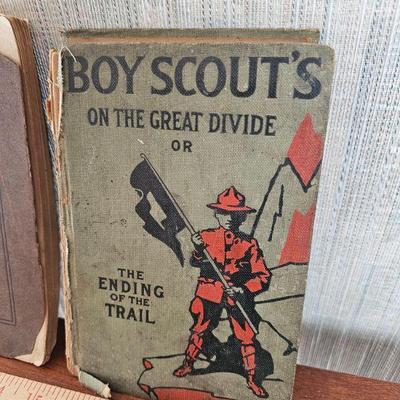 BOY SCOUT'S
ON THE GREAT DIVIDE
OR
THE
ENDING
OF THE
TRAIL